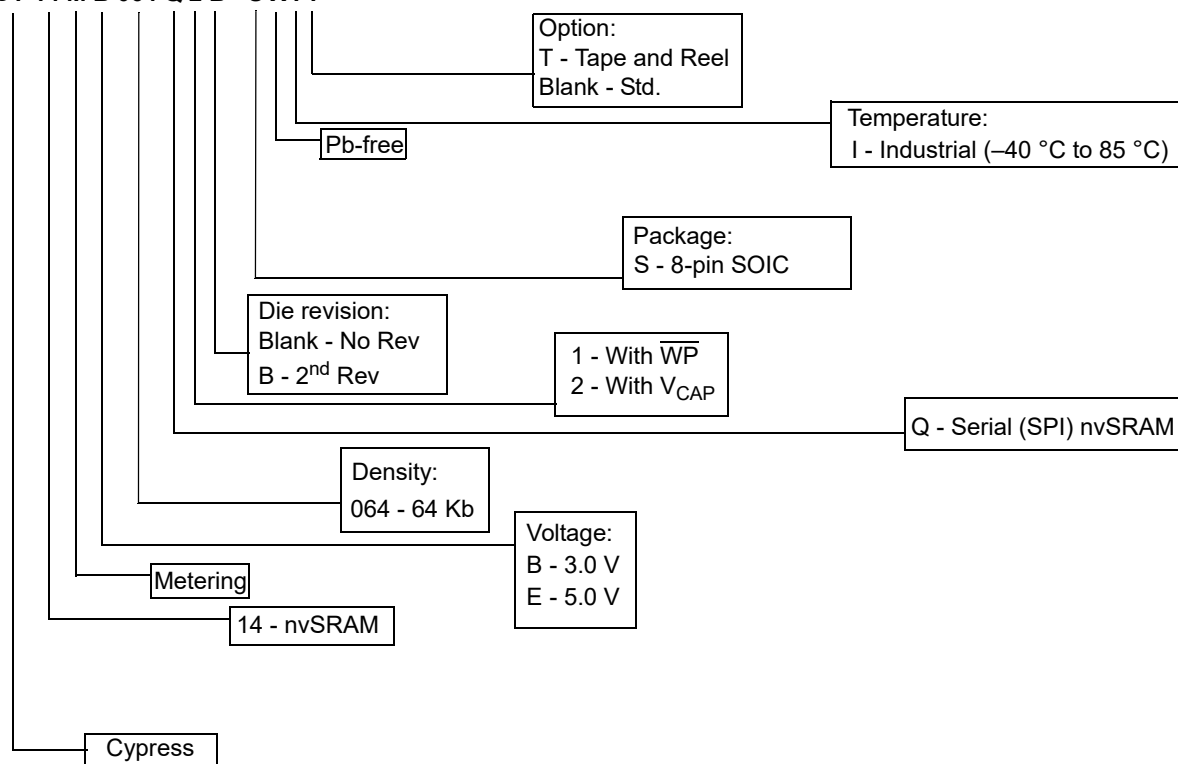 Option:
T - Tape and Reel
Blank - Std.
Temperature:
I - Industrial (–40 °C to 85 °C)
Pb-free
Package:
S - 8-pin SOIC
Die revision:
Blank - No Rev
B - 2nd Rev
1 - With W̅P̅
2 - With VCAP
Q - Serial (SPI) nvSRAM
Density:
064 - 64 Kb
Voltage:
B - 3.0 V
E - 5.0 V
Metering
14 - nvSRAM
Cypress